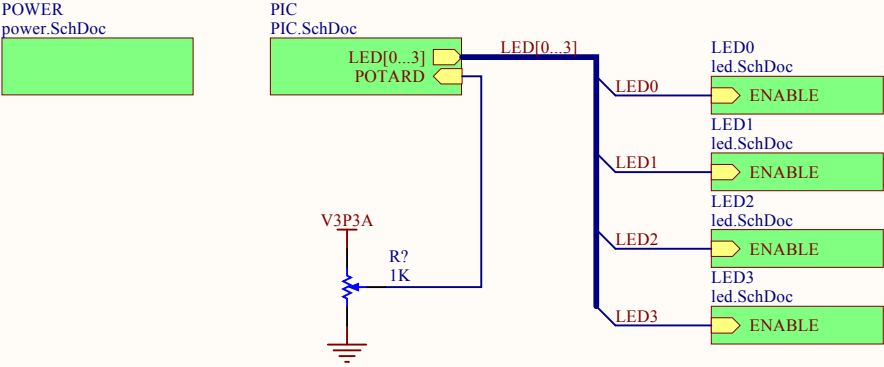 POWER
power.SchDoc
PIC
PIC.SchDoc
LED[0...3]
POTARD
LED[0...3]
LED0
LED0
led.SchDoc
ENABLE
LED1
LED1
led.SchDoc
ENABLE
LED2
LED2
led.SchDoc
ENABLE
LED3
LED3
led.SchDoc
ENABLE
V3P3A
R?
1K